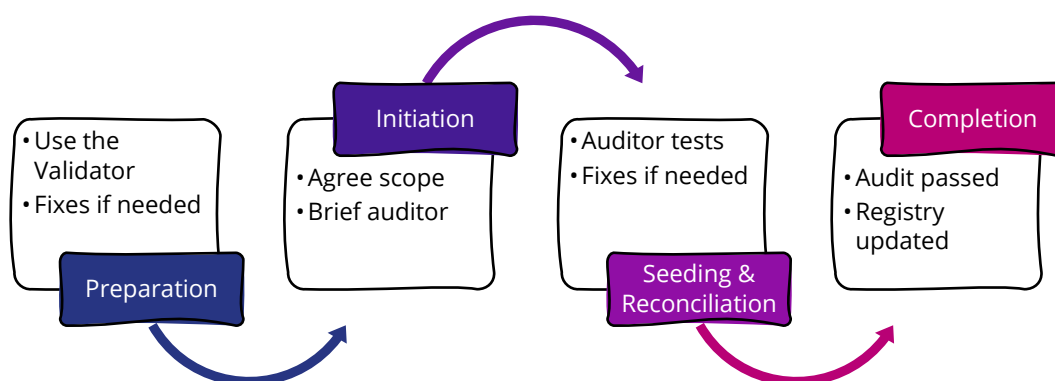 • Use the
Validator
• Fixes if needed
Preparation
Initiation
• Agree scope
• Brief auditor
• Auditor tests
• Fixes if needed
Seeding &
Reconciliation
Completion
• Audit passed
• Registry
updated